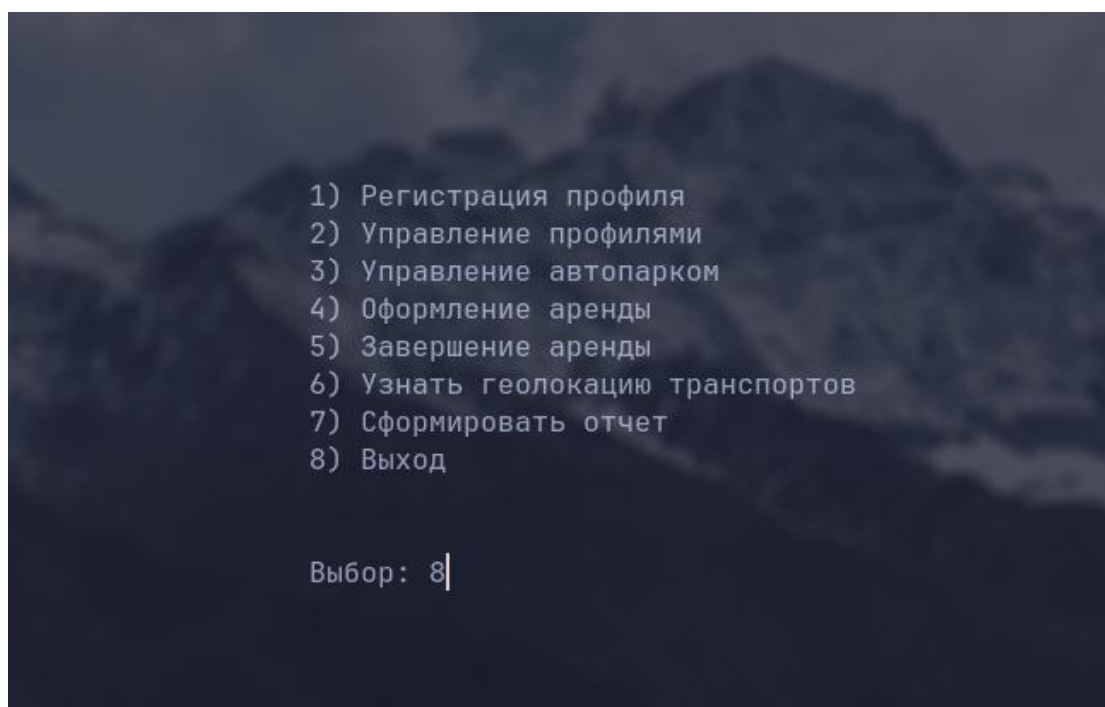 1) Регистрация профиля
2) Управление профилями
3) Управление автопарком
4) Оформление аренды
5) Завершение аренды
6) Узнать геолокацию транспортов
7) Сформировать отчет
8) Выход
Выбор: 8